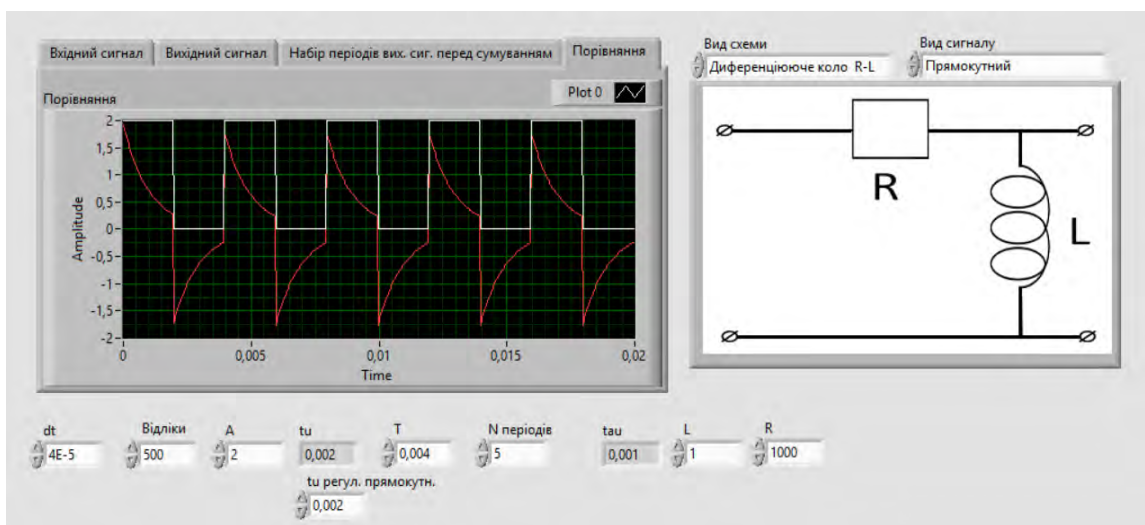 Вхідний сигнал Вихідний сигнал Набір періодів вих. сиг. перед сумуванням Порівняння
Порівняння
Plot 0
Amplitude
2
1,5
1
0,5
0
-0,5
-1
-1,5
-2
0 0,005 0,01 0,015 0,02
Time
Вид схеми Вид сигналу
Диференціююче коло R-L Прямокутний
R
L
dt Відліки A tu T N періодів tau L R
4E-5 500 2 0,002 0,004 5 0,001 1 1000
tu регул. прямокутн.
0,002